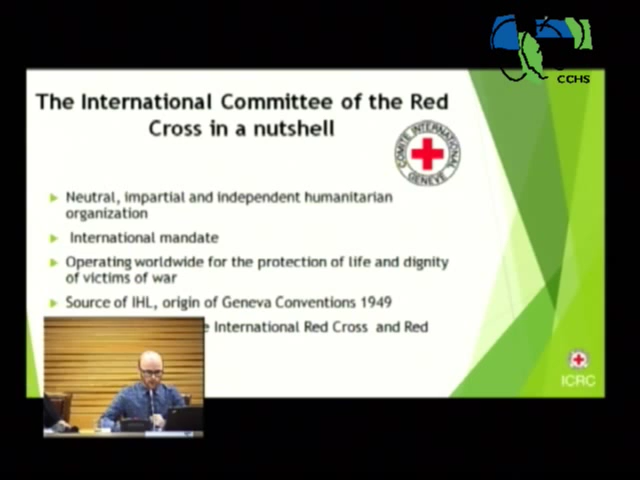 CCHS
The International Committee of the Red
Cross in a nutshell
COMITÉ INTERNATIONAL
GENEVE
Neutral, impartial and independent humanitarian
organization
International mandate
Operating worldwide for the protection of life and dignity
of victims of war
Source of IHL, origin of Geneva Conventions 1949
International Red Cross and Red
ICRC